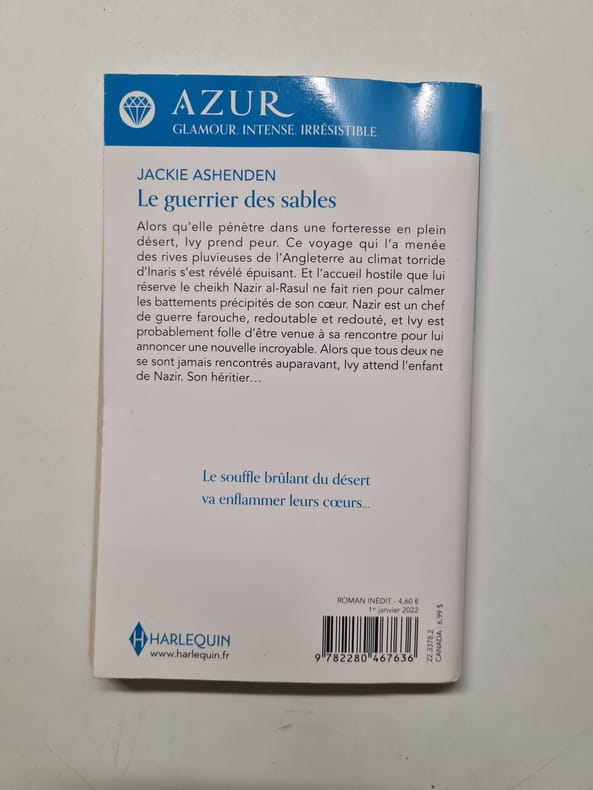 AZUR
GLAMOUR. INTENSE. IRRÉSISTIBLE.
JACKIE ASHENDEN
Le guerrier des sables
Alors qu'elle pénètre dans une forteresse en plein
désert, Ivy prend peur. Ce voyage qui l'a menée
des rives pluvieuses de l'Angleterre au climat torride
d'Inaris s'est révélé épuisant. Et l'accueil hostile que lui
réserve le cheikh Nazir al-Rasul ne fait rien pour calmer
les battements précipités de son cœur. Nazir est un chef
de guerre farouche, redoutable et redouté, et Ivy est
probablement folle d'être venue à sa rencontre pour lui
annoncer une nouvelle incroyable. Alors que tous deux ne
se sont jamais rencontrés auparavant, Ivy attend l'enfant
de Nazir. Son héritier…
Le souffle brûlant du désert
va enflammer leurs cœurs...
ROMAN INÉDIT - 4,60 €
1er janvier 2022
22.3378.2
CANADA : 6,99 $
HARLEQUIN
www.harlequin.fr
9 782280 467636